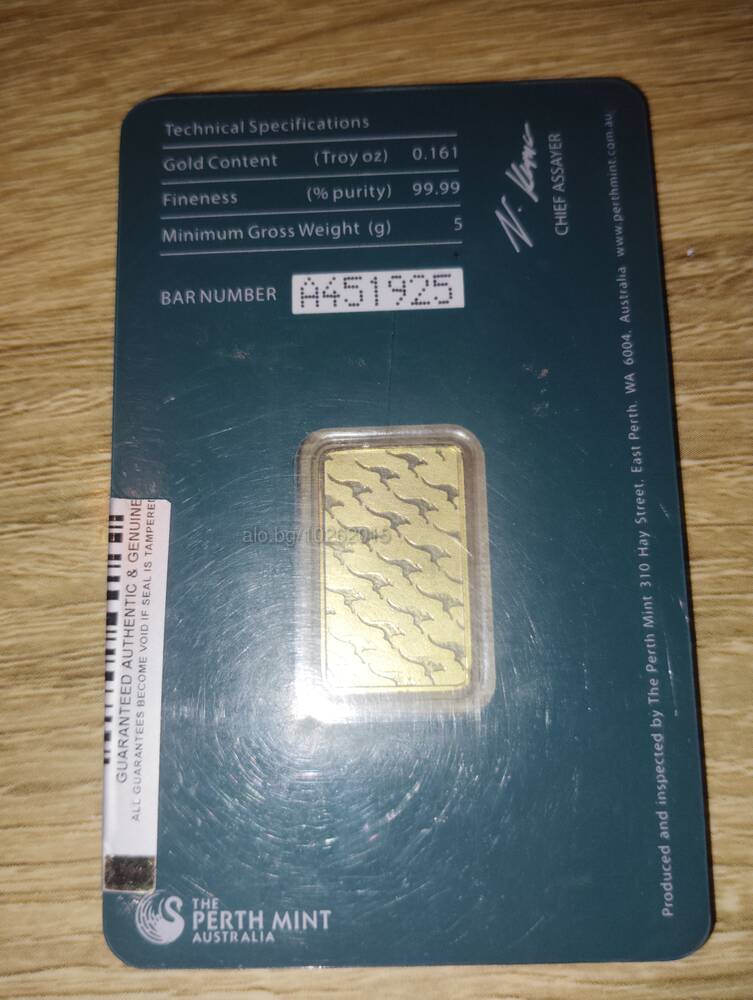 Technical Specifications
Gold Content (Troy oz) 0.161
Fineness (% purity) 99.99
Minimum Gross Weight (g) 5
BAR NUMBER A451925
CHIEF ASSAYER
Produced and inspected by The Perth Mint 310 Hay Street, East Perth, WA 6004, Australia www.perthmint.com.au
GUARANTEED AUTHENTIC & GENUINE
ALL GUARANTEES BECOME VOID IF SEAL IS TAMPERED
alo.bg/10262015
THE
PERTH MINT
AUSTRALIA